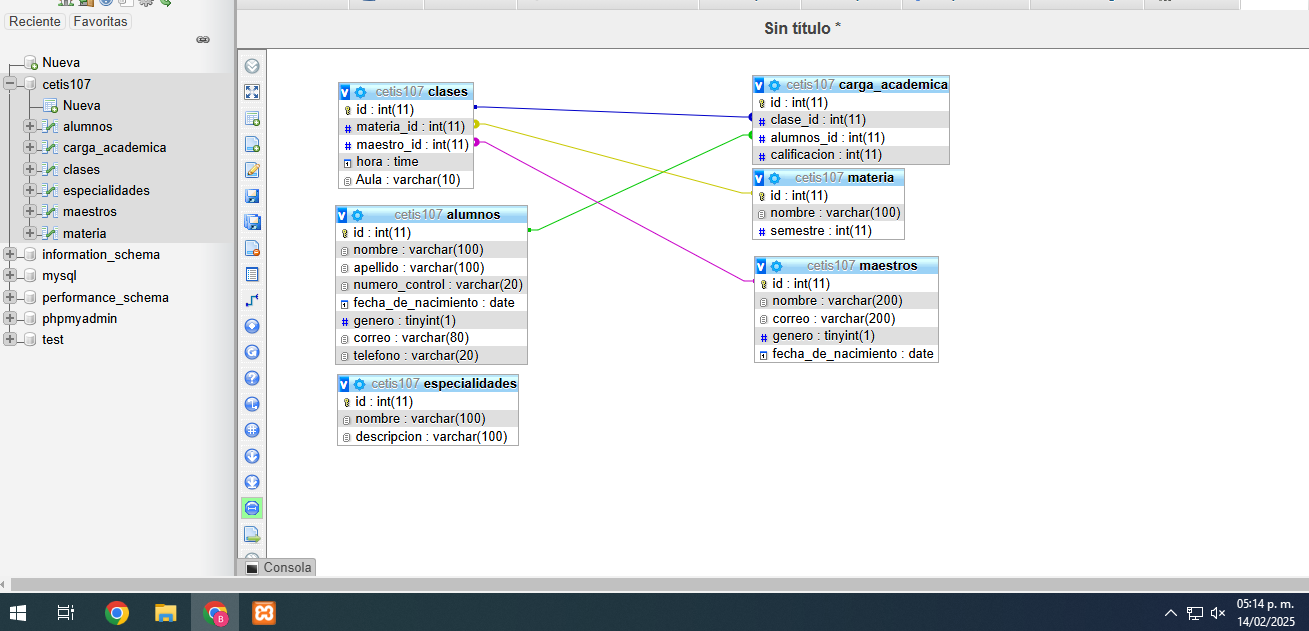 Reciente Favoritas
Nueva
cetis107
Nueva
alumnos
carga_academica
clases
especialidades
maestros
materia
information_schema
mysql
performance_schema
phpmyadmin
test
Sin título *
v cetis107 clases
id : int(11)
# materia_id : int(11)
# maestro_id : int(11)
hora : time
Aula : varchar(10)
v cetis107 alumnos
id : int(11)
nombre : varchar(100)
apellido : varchar(100)
numero_control : varchar(20)
fecha_de_nacimiento : date
# genero : tinyint(1)
correo : varchar(80)
telefono : varchar(20)
v cetis107 especialidades
id : int(11)
nombre : varchar(100)
descripcion : varchar(100)
v cetis107 carga_academica
id : int(11)
# clase_id : int(11)
# alumnos_id : int(11)
# calificacion : int(11)
v cetis107 materia
id : int(11)
nombre : varchar(100)
# semestre : int(11)
v cetis107 maestros
id : int(11)
nombre : varchar(200)
correo : varchar(200)
# genero : tinyint(1)
fecha_de_nacimiento : date
Consola
B
05:14 p. m.
14/02/2025